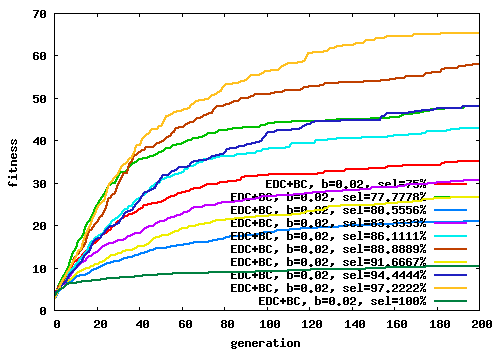 70
60
50
40
30
20
10
0
fitness
EDC+BC, b=0.02, sel=75%
EDC+BC, b=0.02, sel=77.7778%
EDC+BC, b=0.02, sel=80.5556%
EDC+BC, b=0.02, sel=83.3333%
EDC+BC, b=0.02, sel=86.1111%
EDC+BC, b=0.02, sel=88.8889%
EDC+BC, b=0.02, sel=91.6667%
EDC+BC, b=0.02, sel=94.4444%
EDC+BC, b=0.02, sel=97.2222%
EDC+BC, b=0.02, sel=100%
0 20 40 60 80 100 120 140 160 180 200
generation